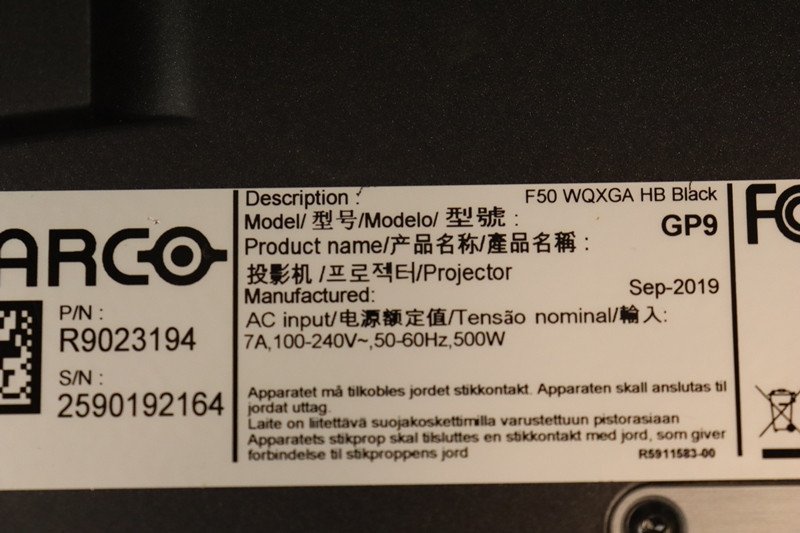 ARCO
P/N :
R9023194
S/N :
2590192164
Description : F50 WQXGA HB Black
Model/ 型号/Modelo/ 型號 : GP9
Product name/产品名称/產品名稱 :
投影机 /프로젝터/Projector
Manufactured: Sep-2019
AC input/电源额定值/Tensão nominal/輸入:
7A,100-240V~,50-60Hz,500W
Apparatet må tilkobles jordet stikkontakt. Apparaten skall anslutas til
jordat uttag.
Laite on liitettävä suojakoskettimilla varustettuun pistorasiaan
Apparatets stikprop skal tilsluttes en stikkontakt med jord, som giver
forbindelse til stikproppens jord
R5911583-00
FC